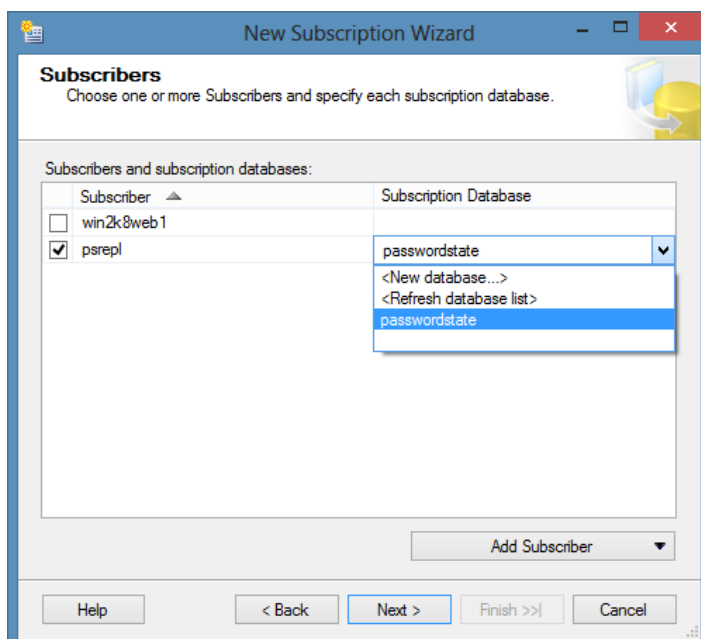 New Subscription Wizard
Subscribers
Choose one or more Subscribers and specify each subscription database.
Subscribers and subscription databases:
Subscriber Subscription Database
win2k8web1
psrepl passwordstate
<New database...>
<Refresh database list>
passwordstate
Add Subscriber
Help < Back Next > Finish >>| Cancel